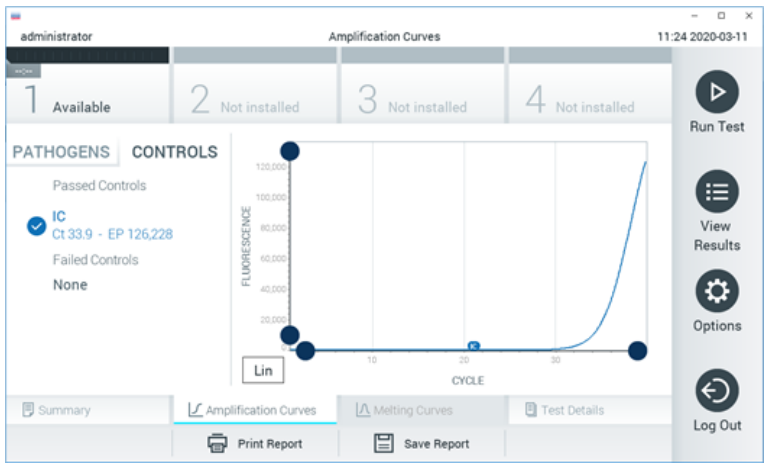 administrator
Amplification Curves
11:24 2020-03-11
--:--
1 Available
2 Not installed
3 Not installed
4 Not installed
Run Test
View
Results
Options
Log Out
PATHOGENS
CONTROLS
Passed Controls
IC
Ct 33.9 - EP 126,228
Failed Controls
None
FLUORESCENCE
120,000
100,000
80,000
60,000
40,000
20,000
0
IC
10
20
30
CYCLE
Lin
Summary
Amplification Curves
Melting Curves
Test Details
Print Report
Save Report